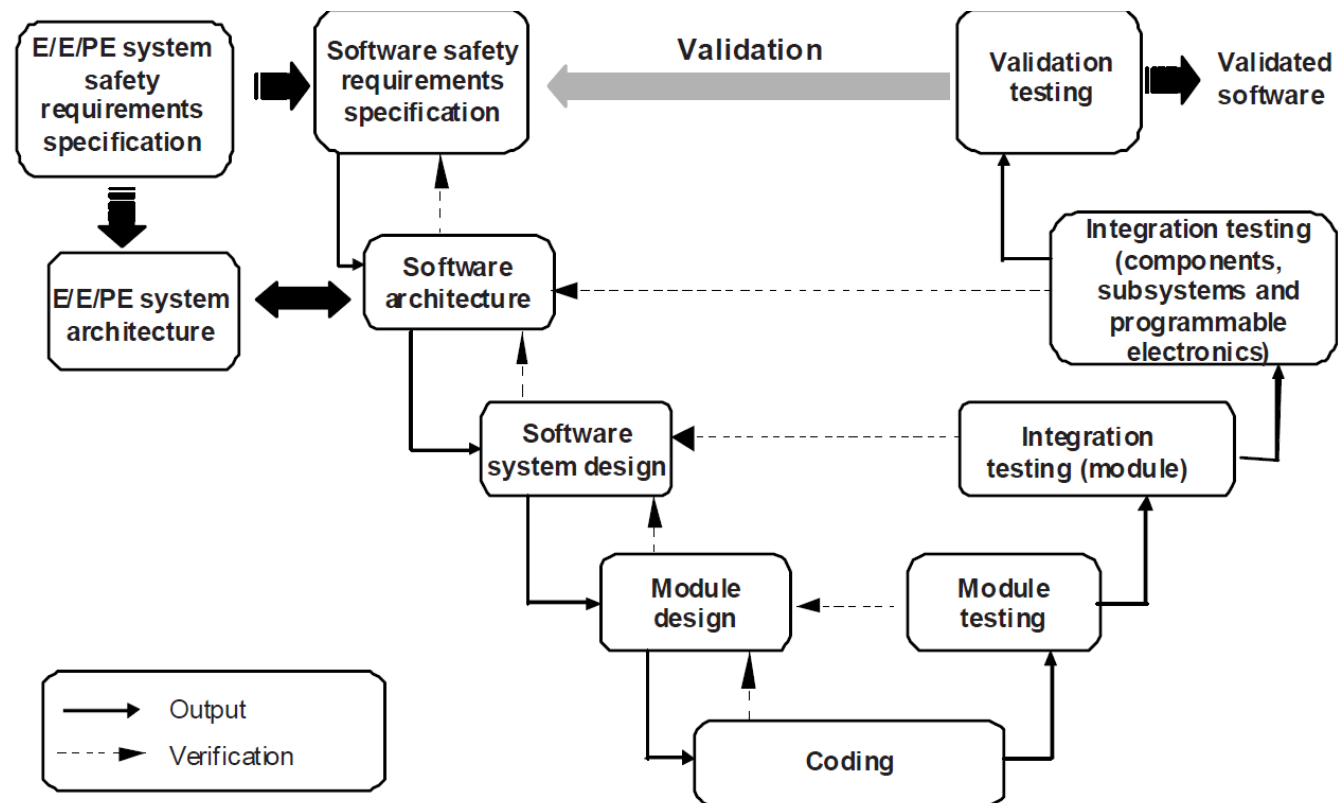 E/E/PE system
safety
requirements
specification
Software safety
requirements
specification
Validation
Validation
testing
Validated
software
E/E/PE system
architecture
Software
architecture
Integration testing
(components,
subsystems and
programmable
electronics)
Software
system design
Integration
testing (module)
Module
design
Module
testing
Coding
Output
Verification